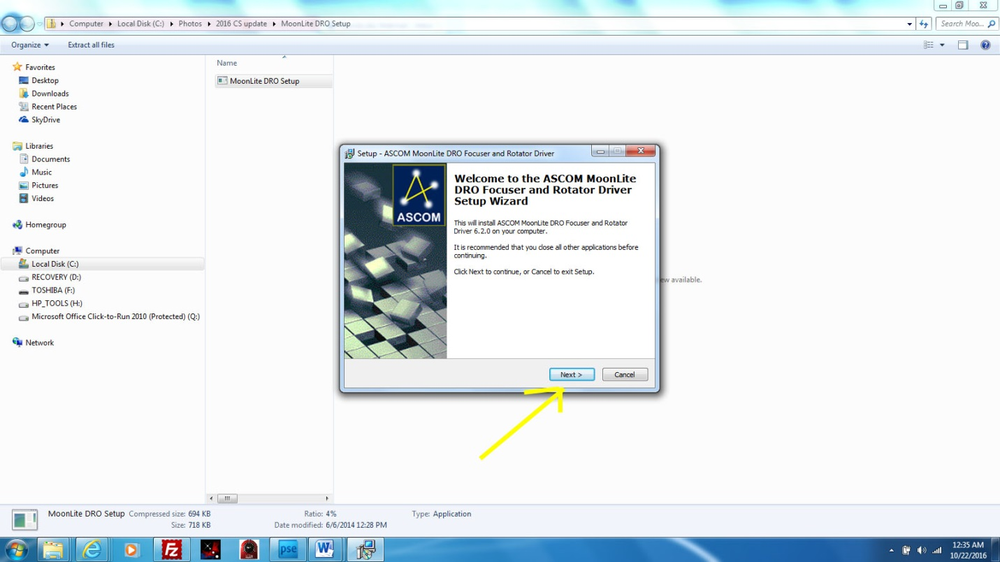 Computer Local Disk (C:) Photos 2016 CS update MoonLite DRO Setup
Search Moo...
Organize Extract all files
Favorites
Desktop
Downloads
Recent Places
SkyDrive
Libraries
Documents
Music
Pictures
Videos
Homegroup
Computer
Local Disk (C:)
RECOVERY (D:)
TOSHIBA (F:)
HP_TOOLS (H:)
Microsoft Office Click-to-Run 2010 (Protected) (Q:)
Network
Name
MoonLite DRO Setup
Setup - ASCOM MoonLite DRO Focuser and Rotator Driver
ASCOM
Welcome to the ASCOM MoonLite
DRO Focuser and Rotator Driver
Setup Wizard
This will install ASCOM MoonLite DRO Focuser and Rotator
Driver 6.2.0 on your computer.
It is recommended that you close all other applications before
continuing.
Click Next to continue, or Cancel to exit Setup.
ew available.
Next > Cancel
MoonLite DRO Setup Compressed size: 694 KB Ratio: 4% Type: Application
Size: 718 KB Date modified: 6/6/2014 12:28 PM
Fz
pse
W
12:35 AM
10/22/2016